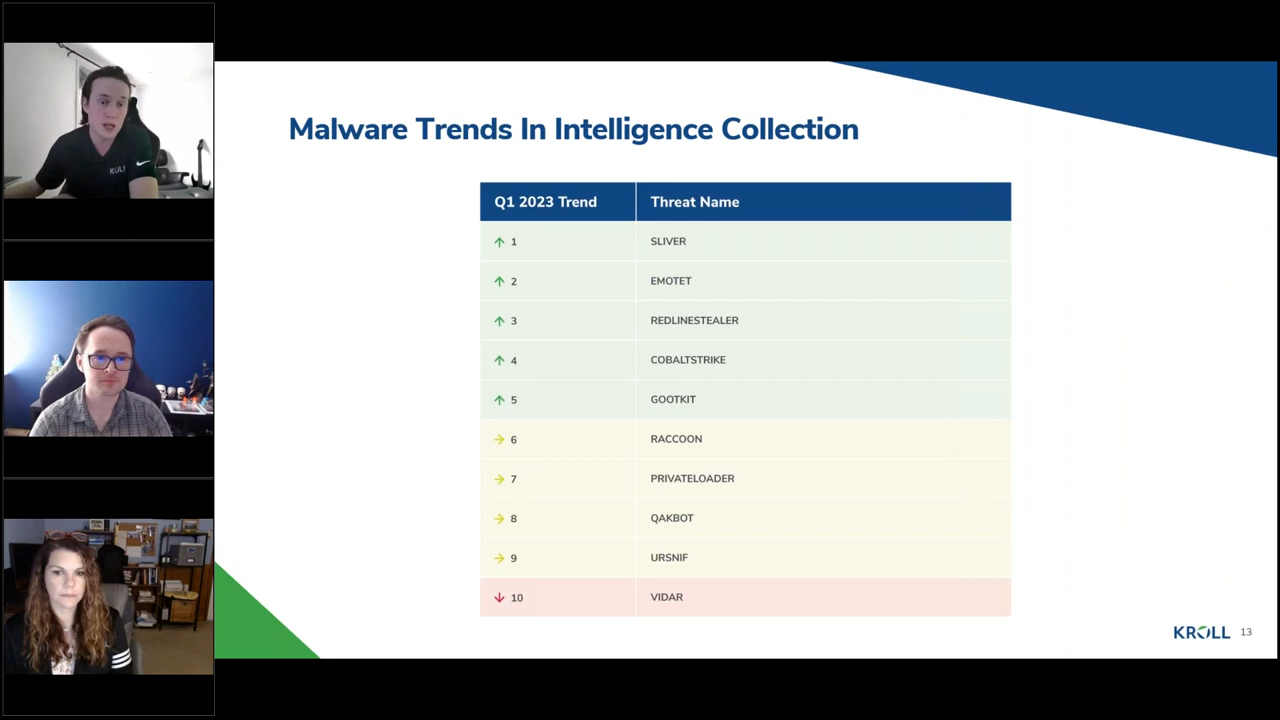 Malware Trends In Intelligence Collection
Q1 2023 Trend Threat Name
1 SLIVER
2 EMOTET
3 REDLINESTEALER
4 COBALTSTRIKE
5 GOOTKIT
6 RACCOON
7 PRIVATELOADER
8 QAKBOT
9 URSNIF
10 VIDAR
KROLL 13
KROLL